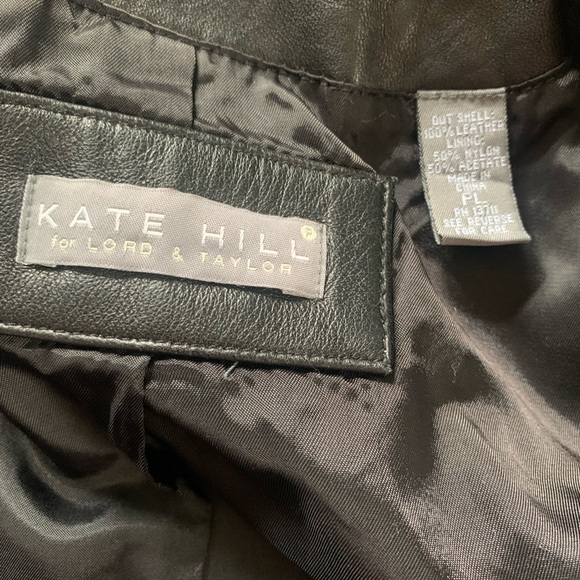 KATE HILL P
for LORD & TAYLOR
OUT SHELL:
100% LEATHER
LINING:
50% NYLON
50% ACETATE
MADE IN
CHINA
PL
RN 13711
SEE REVERSE
FOR CARE